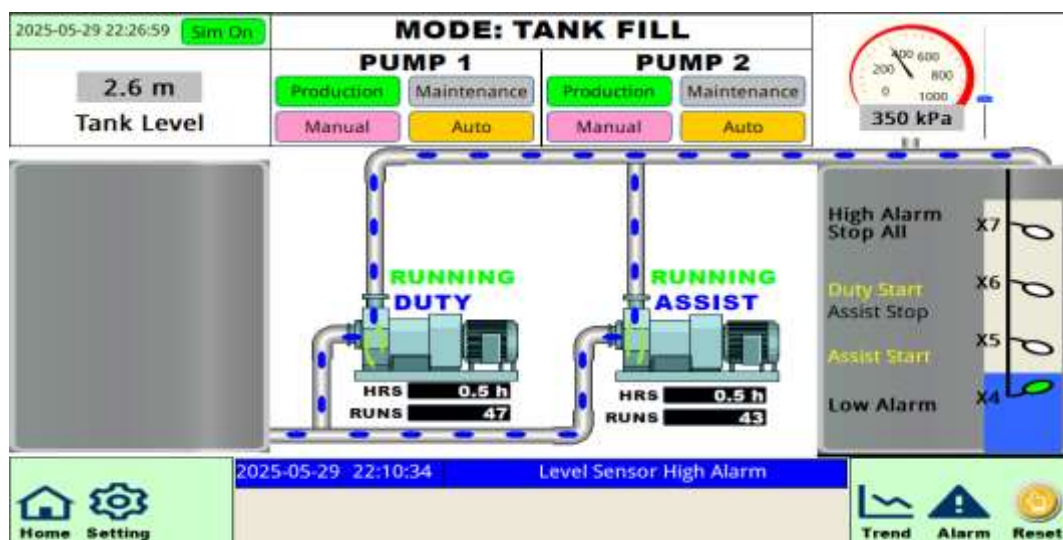 2025-05-29 22:26:59
Sim On
MODE: TANK FILL
2.6 m
Tank Level
PUMP 1
Production
Maintenance
Manual
Auto
PUMP 2
Production
Maintenance
Manual
Auto
0
200
400
600
800
1000
350 kPa
RUNNING
DUTY
HRS 0.5 h
RUNS 47
RUNNING
ASSIST
HRS 0.5 h
RUNS 43
High Alarm
Stop All
X7
Duty Start
Assist Stop
X6
Assist Start
X5
Low Alarm
X4
2025-05-29 22:10:34 Level Sensor High Alarm
Home
Setting
Trend
Alarm
Reset